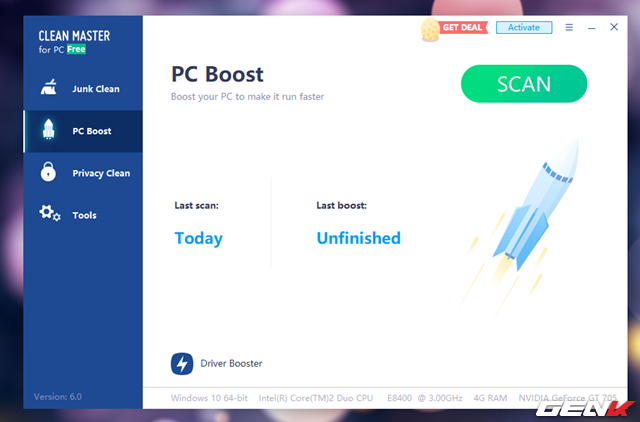 CLEAN MASTER
for PC Free
GET DEAL
Activate
Junk Clean
PC Boost
Privacy Clean
Tools
Version: 6.0
PC Boost
Boost your PC to make it run faster
SCAN
Last scan:
Today
Last boost:
Unfinished
Driver Booster
Windows 10 64-bit Intel(R) Core(TM)2 Duo CPU E8400 @ 3.00GHz 4G RAM NVIDIA GeForce GT 705
GENK